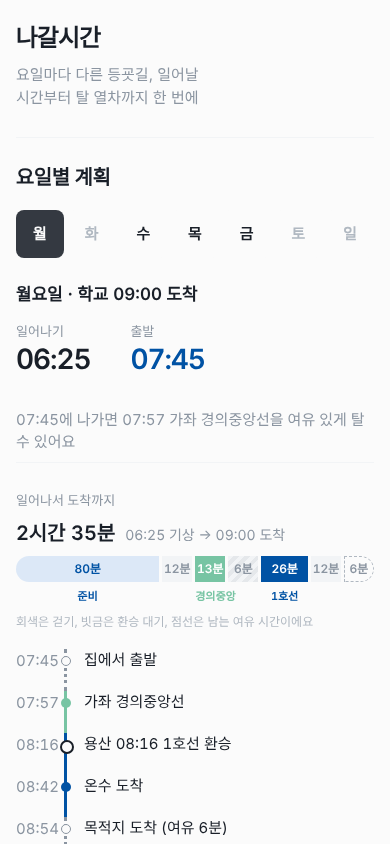 나갈시간
요일마다 다른 등굣길, 일어날
시간부터 탈 열차까지 한 번에
요일별 계획
월 화 수 목 금 토 일
월요일 · 학교 09:00 도착
일어나기 출발
06:25 07:45
07:45에 나가면 07:57 가좌 경의중앙선을 여유 있게 탈
수 있어요
일어나서 도착까지
2시간 35분 06:25 기상 → 09:00 도착
80분 12분 13분 6분 26분 12분 6분
준비 경의중앙 1호선
회색은 걷기, 빗금은 환승 대기, 점선은 남는 여유 시간이에요
07:45 집에서 출발
07:57 가좌 경의중앙선
08:16 용산 08:16 1호선 환승
08:42 온수 도착
08:54 목적지 도착 (여유 6분)